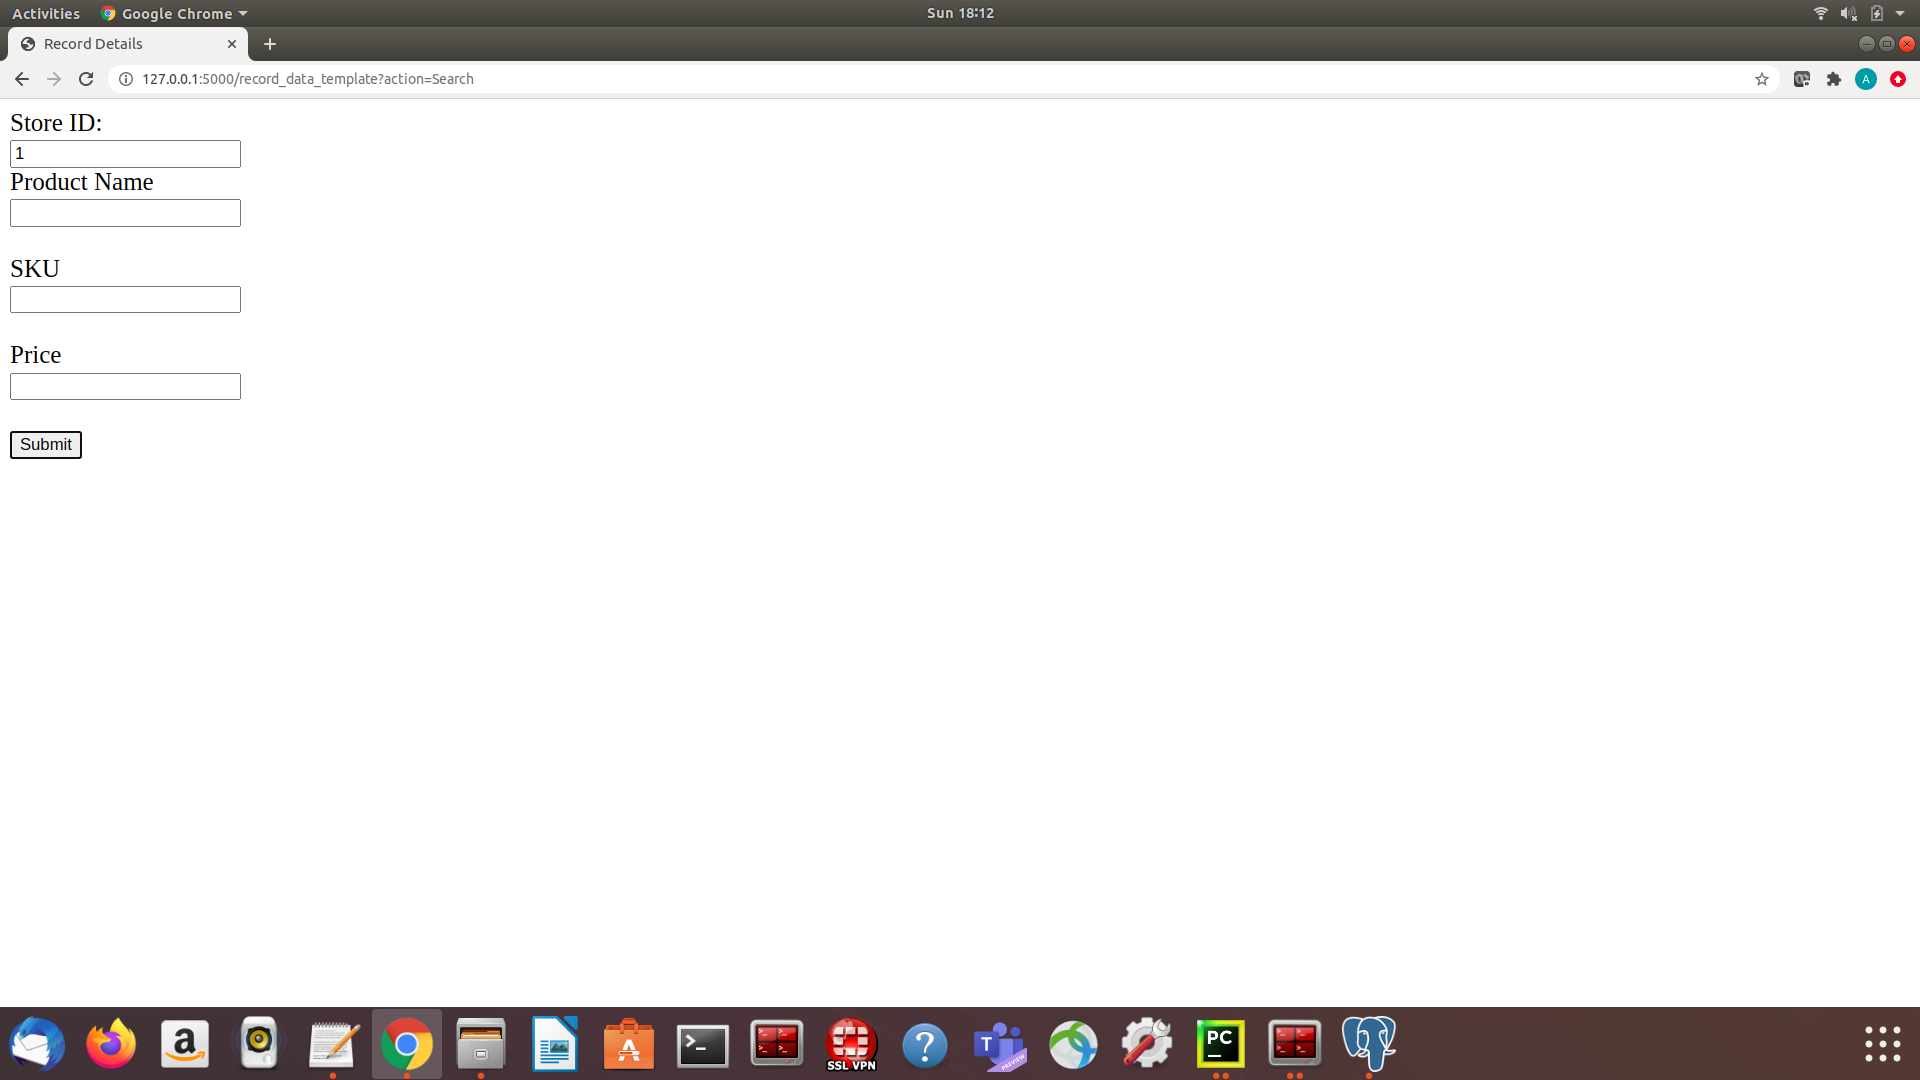 Activities Google Chrome Sun 18:12
Record Details
127.0.0.1:5000/record_data_template?action=Search A
Store ID:
1
Product Name
SKU
Price
Submit
a
>_
SSL VPN
?
T
PREVIEW
PC